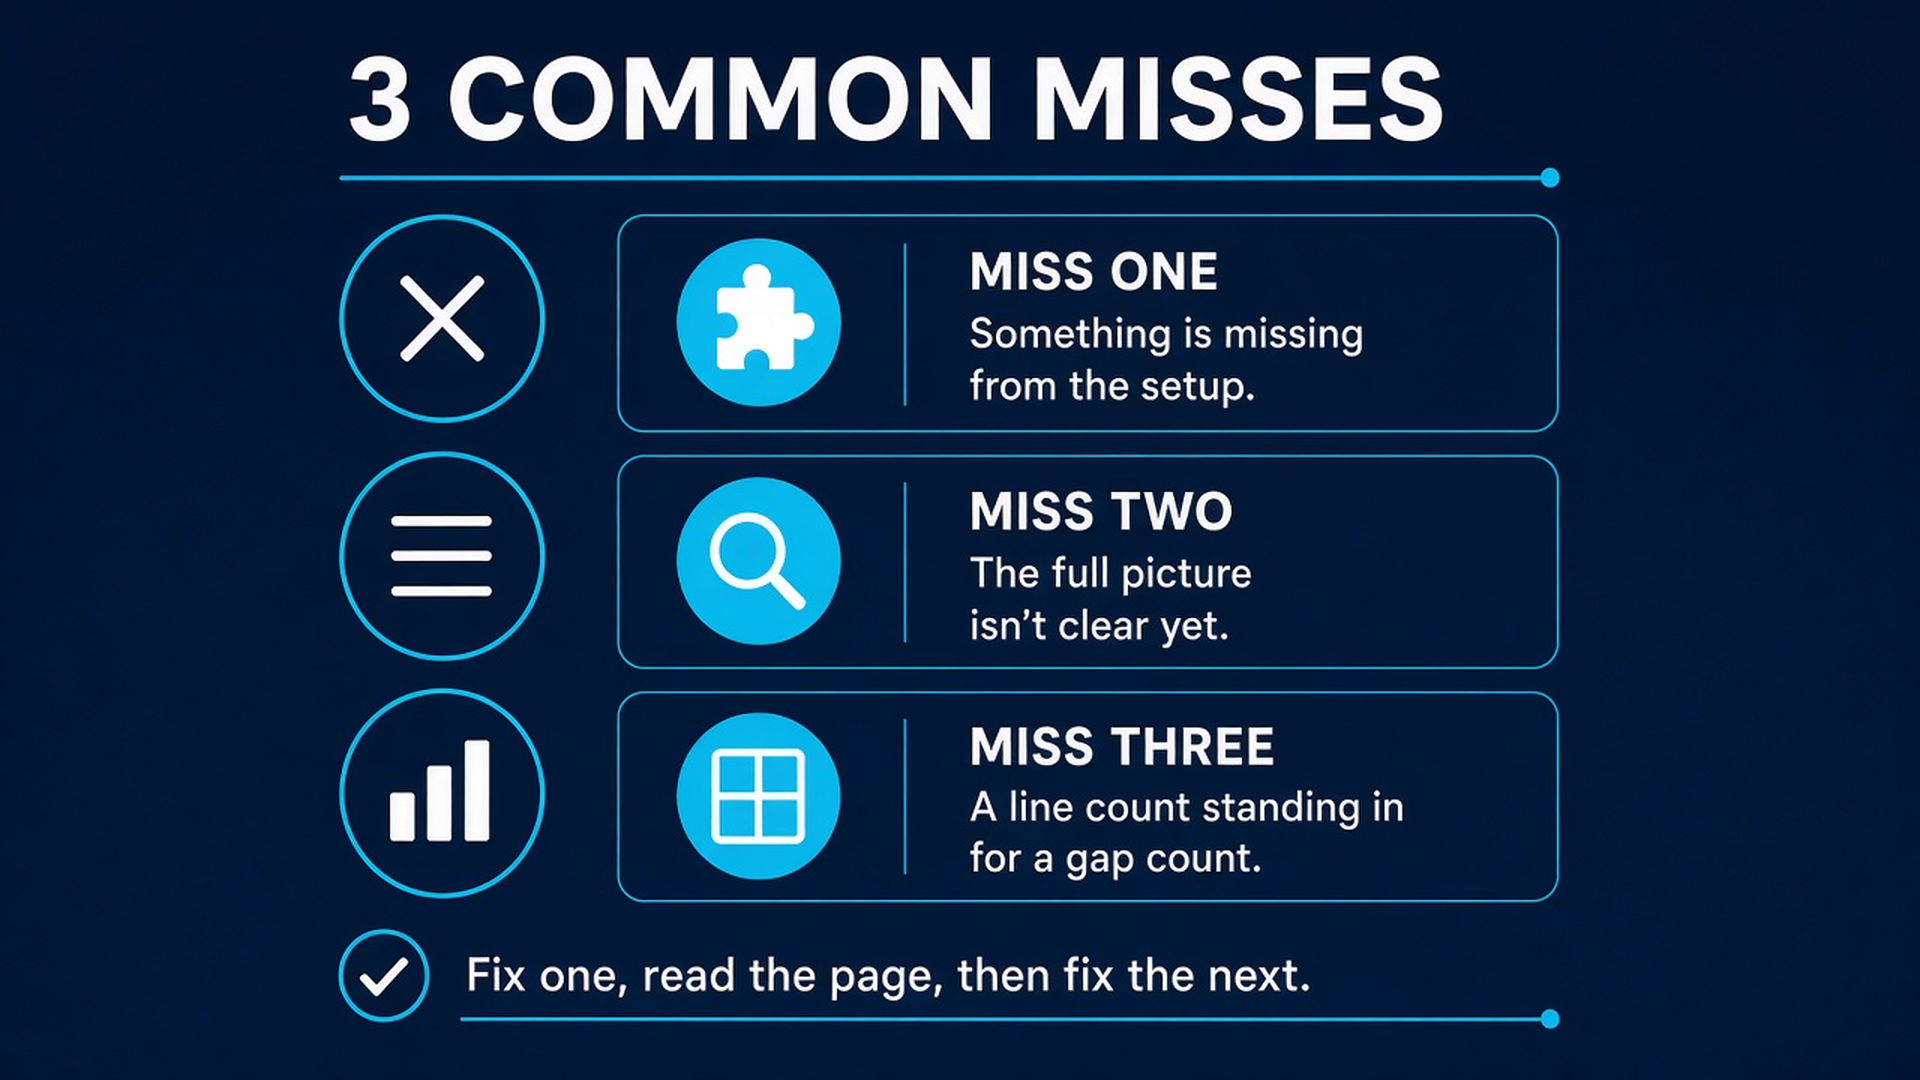 3 COMMON MISSES
MISS ONE
Something is missing
from the setup.
MISS TWO
The full picture
isn’t clear yet.
MISS THREE
A line count standing in
for a gap count.
Fix one, read the page, then fix the next.